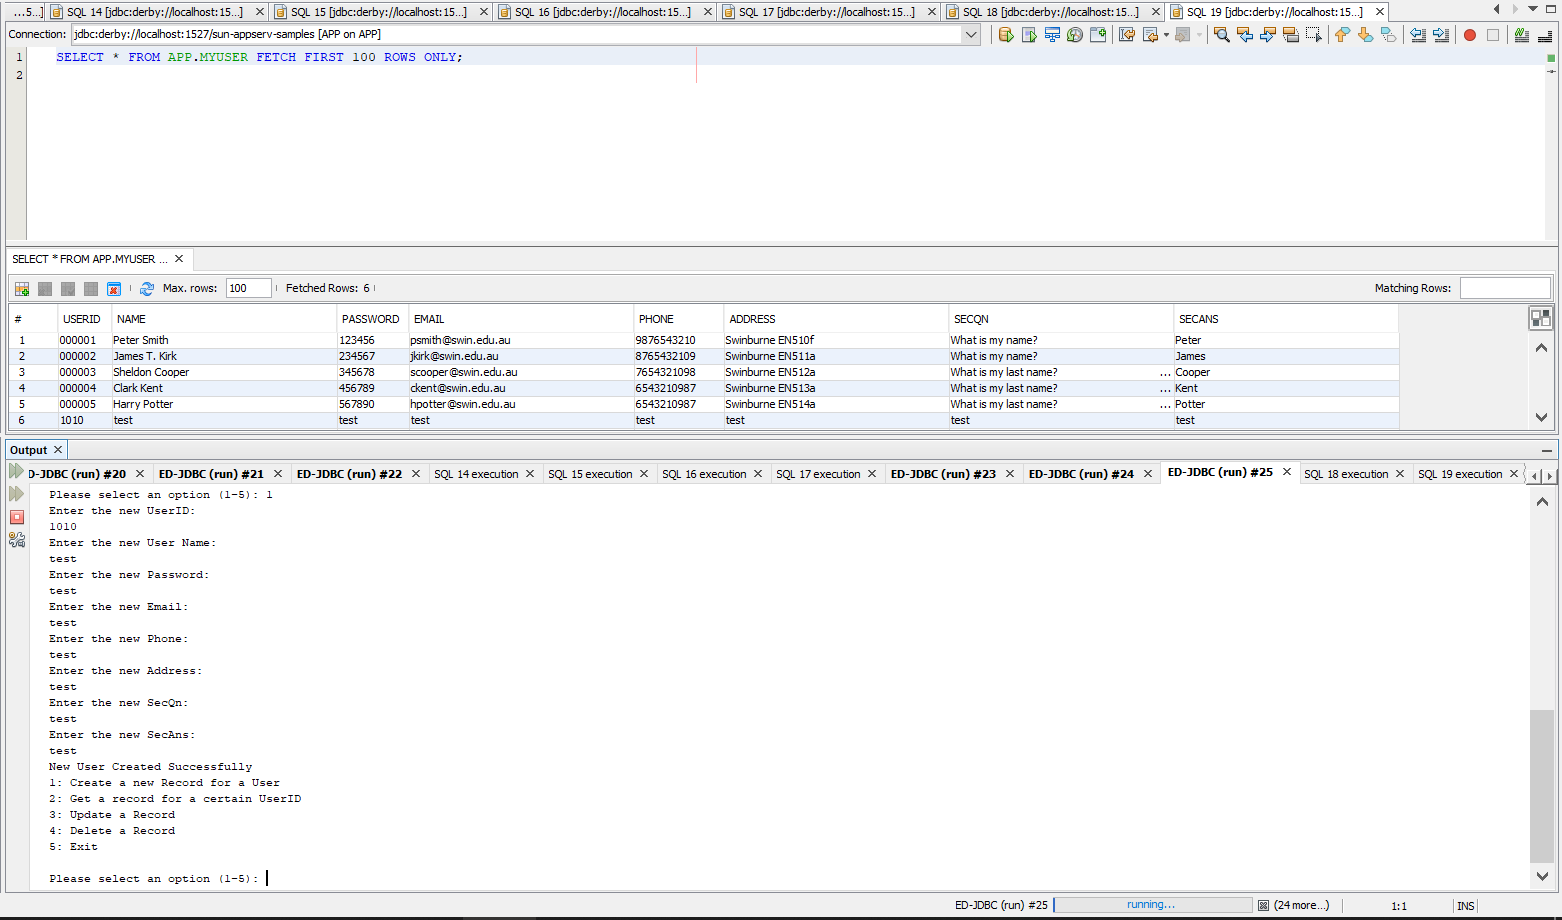 ...5...] SQL 14 [jdbc:derby://localhost:15...] SQL 15 [jdbc:derby://localhost:15...] SQL 16 [jdbc:derby://localhost:15...] SQL 17 [jdbc:derby://localhost:15...] SQL 18 [jdbc:derby://localhost:15...] SQL 19 [jdbc:derby://localhost:15...]
Connection: jdbc:derby://localhost:1527/sun-appserv-samples [APP on APP]
1 SELECT * FROM APP.MYUSER FETCH FIRST 100 ROWS ONLY;
2
SELECT * FROM APP.MYUSER ...
Max. rows: 100 Fetched Rows: 6 Matching Rows:
# USERID NAME PASSWORD EMAIL PHONE ADDRESS SECQN SECANS
1 000001 Peter Smith 123456 psmith@swin.edu.au 9876543210 Swinburne EN510f What is my name? Peter
2 000002 James T. Kirk 234567 jkirk@swin.edu.au 8765432109 Swinburne EN511a What is my name? James
3 000003 Sheldon Cooper 345678 scooper@swin.edu.au 7654321098 Swinburne EN512a What is my last name? ... Cooper
4 000004 Clark Kent 456789 ckent@swin.edu.au 6543210987 Swinburne EN513a What is my last name? ... Kent
5 000005 Harry Potter 567890 hpotter@swin.edu.au 6543210987 Swinburne EN514a What is my last name? ... Potter
6 1010 test test test test test test test
Output
D-JDBC (run) #20 ED-JDBC (run) #21 ED-JDBC (run) #22 SQL 14 execution SQL 15 execution SQL 16 execution SQL 17 execution ED-JDBC (run) #23 ED-JDBC (run) #24 ED-JDBC (run) #25 SQL 18 execution SQL 19 execution
Please select an option (1-5): 1
Enter the new UserID:
1010
Enter the new User Name:
test
Enter the new Password:
test
Enter the new Email:
test
Enter the new Phone:
test
Enter the new Address:
test
Enter the new SecQn:
test
Enter the new SecAns:
test
New User Created Successfully
1: Create a new Record for a User
2: Get a record for a certain UserID
3: Update a Record
4: Delete a Record
5: Exit
Please select an option (1-5):
ED-JDBC (run) #25 running... (24 more...) 1:1 INS